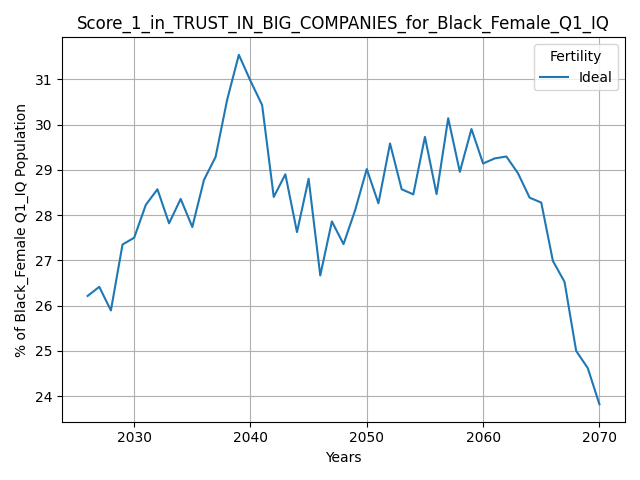 Score_1_in_TRUST_IN_BIG_COMPANIES_for_Black_Female_Q1_IQ
Fertility
Ideal
% of Black_Female Q1_IQ Population
31
30
29
28
27
26
25
24
2030 2040 2050 2060 2070
Years